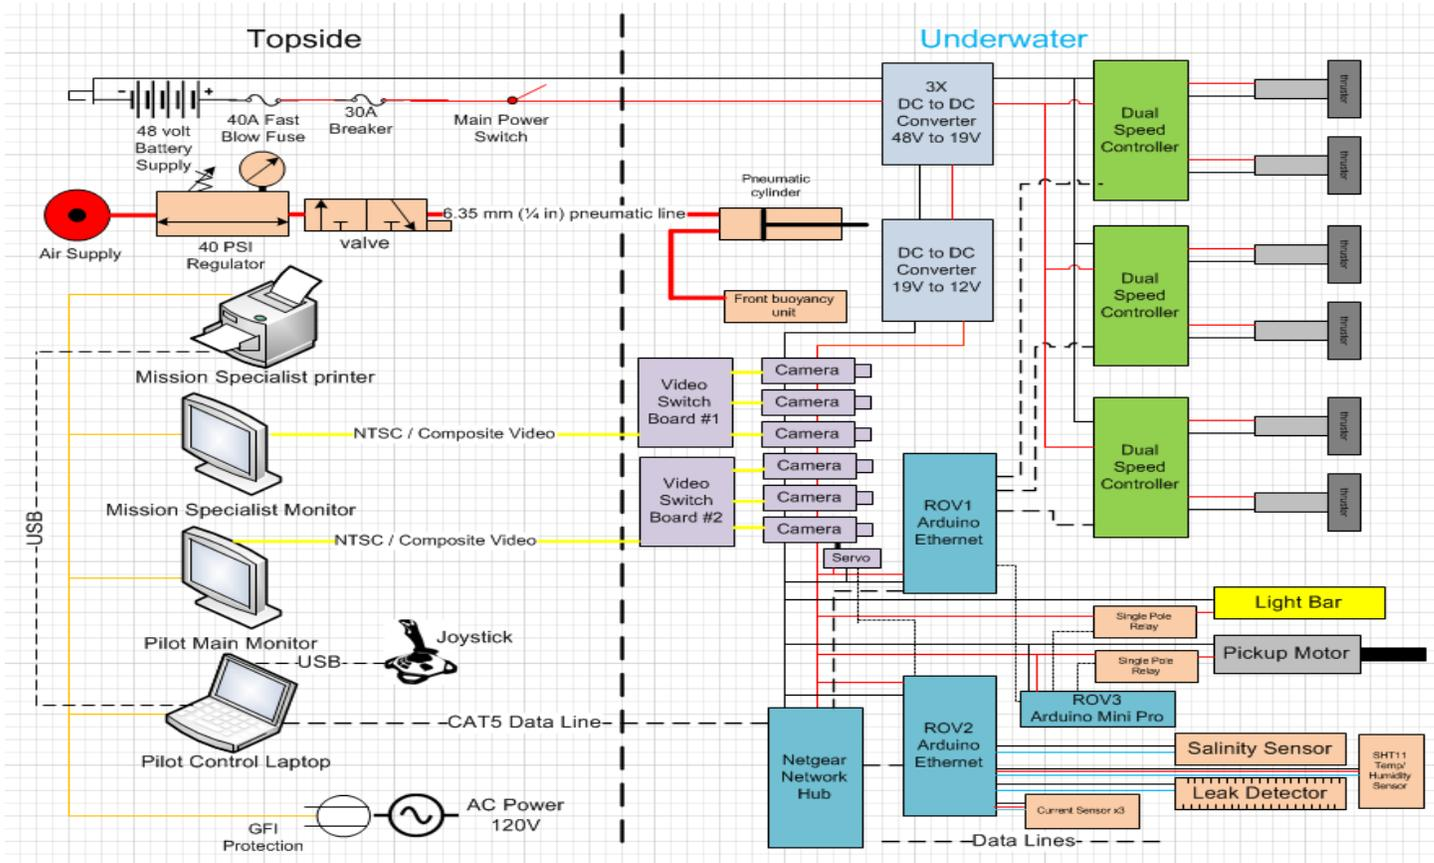 Topside
Underwater
- +
48 volt
Battery
Supply
40A Fast
Blow Fuse
30A
Breaker
Main Power
Switch
3X
DC to DC
Converter
48V to 19V
Dual
Speed
Controller
thruster
thruster
Air Supply
40 PSI
Regulator
valve
6.35 mm (¼ in) pneumatic line
Pneumatic
cylinder
Front buoyancy
unit
DC to DC
Converter
19V to 12V
Dual
Speed
Controller
thruster
thruster
Mission Specialist printer
Video
Switch
Board #1
Camera
Camera
Camera
NTSC / Composite Video
Mission Specialist Monitor
Dual
Speed
Controller
thruster
thruster
Video
Switch
Board #2
Camera
Camera
Camera
Servo
NTSC / Composite Video
USB
ROV1
Arduino
Ethernet
Pilot Main Monitor
Joystick
USB
Light Bar
Single Pole
Relay
Pickup Motor
Single Pole
Relay
ROV3
Arduino Mini Pro
CAT5 Data Line
Pilot Control Laptop
Netgear
Network
Hub
ROV2
Arduino
Ethernet
Salinity Sensor
SHT11
Temp/
Humidity
Sensor
Leak Detector
Current Sensor x3
GFI
Protection
AC Power
120V
Data Lines